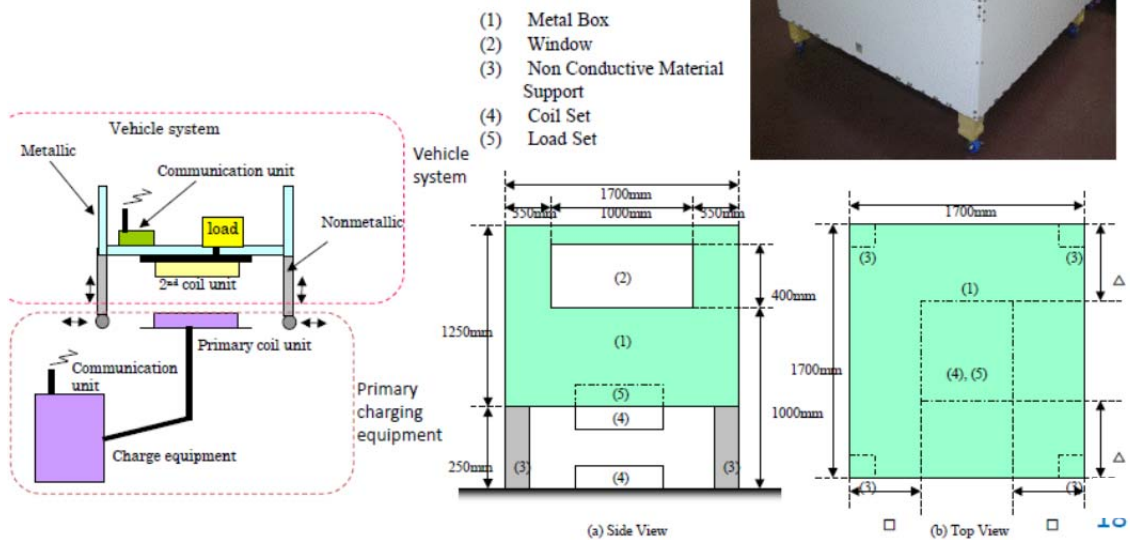 (1) Metal Box
(2) Window
(3) Non Conductive Material
Support
(4) Coil Set
(5) Load Set
Vehicle system
Metallic
Communication unit
Vehicle
system
load
Nonmetallic
2nd coil unit
Primary coil unit
Communication
unit
Primary
charging
equipment
Charge equipment
1700mm
350mm 1000mm 350mm
(2)
400mm
1250mm
(1)
(5)
(4)
1000mm
250mm
(3) (4) (3)
(a) Side View
1700mm
(3) (3)
(1)
△
1700mm
(4), (5)
△
(3) (3)
□ (b) Top View □